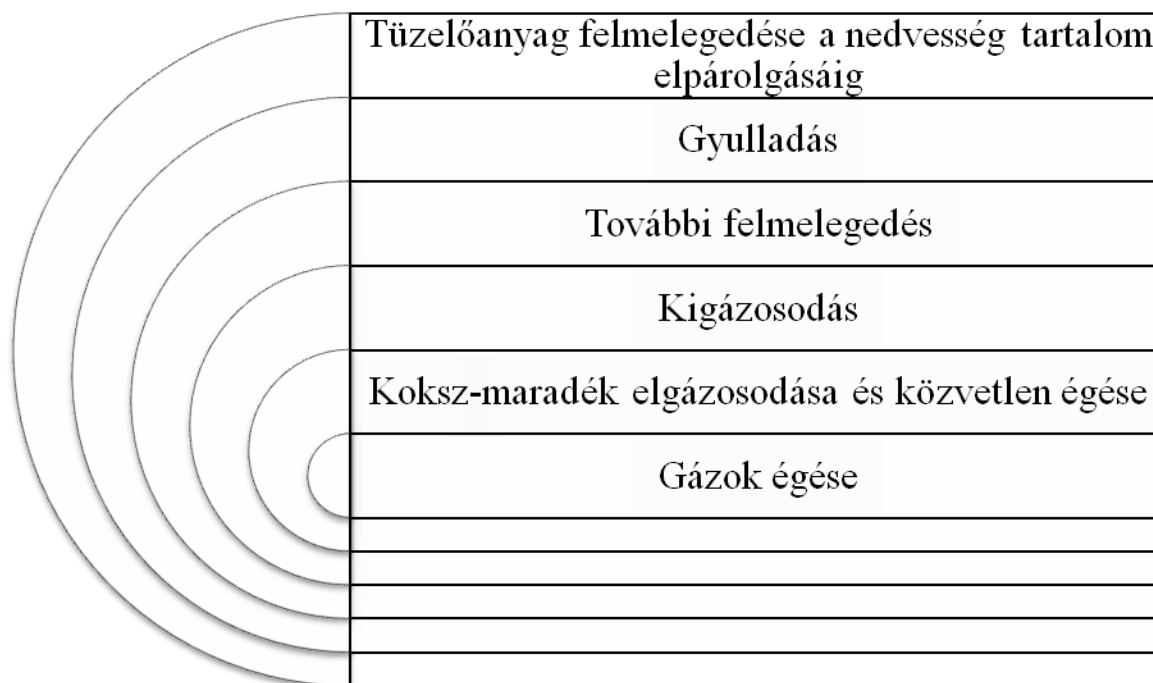 Tüzelőanyag felmelegedése a nedvesség tartalom
elpárolgásáig
Gyulladás
További felmelegedés
Kigázosodás
Koksz-maradék elgázosodása és közvetlen égése
Gázok égése